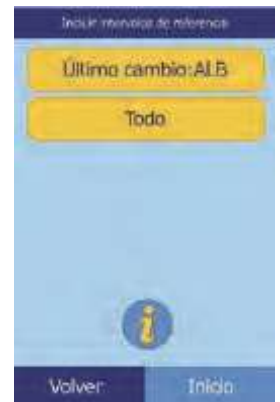 Incluir intervalos de referencia
Último cambio: ALB
Todo
i
Volver
Inicio